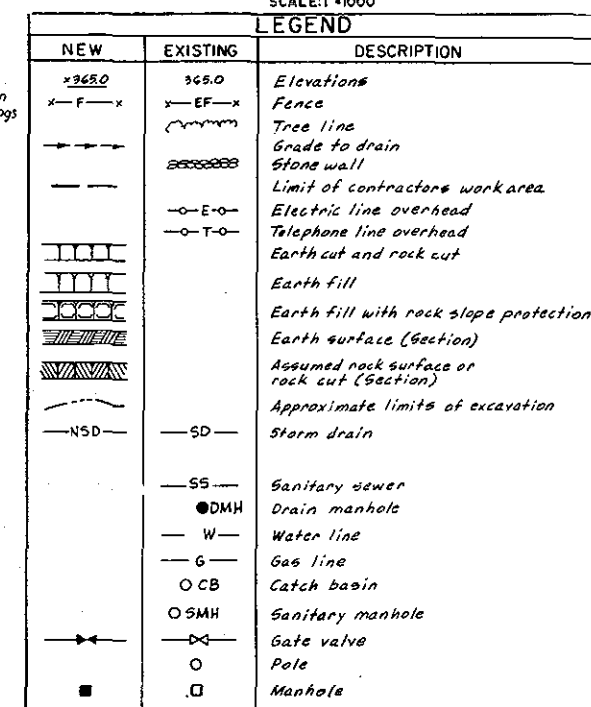 SCALE:1"=1000'
LEGEND
NEW EXISTING DESCRIPTION
×365.0 365.0 Elevations
x—F—x x—EF—x Fence
Tree line
Grade to drain
Stone wall
Limit of contractors work area
E Electric line overhead
T Telephone line overhead
Earth cut and rock cut
Earth fill
Earth fill with rock slope protection
Earth surface (Section)
Assumed rock surface or
rock cut (Section)
Approximate limits of excavation
NSD SD Storm drain
SS Sanitary sewer
DMH Drain manhole
W Water line
G Gas line
CB Catch basin
SMH Sanitary manhole
Gate valve
Pole
Manhole